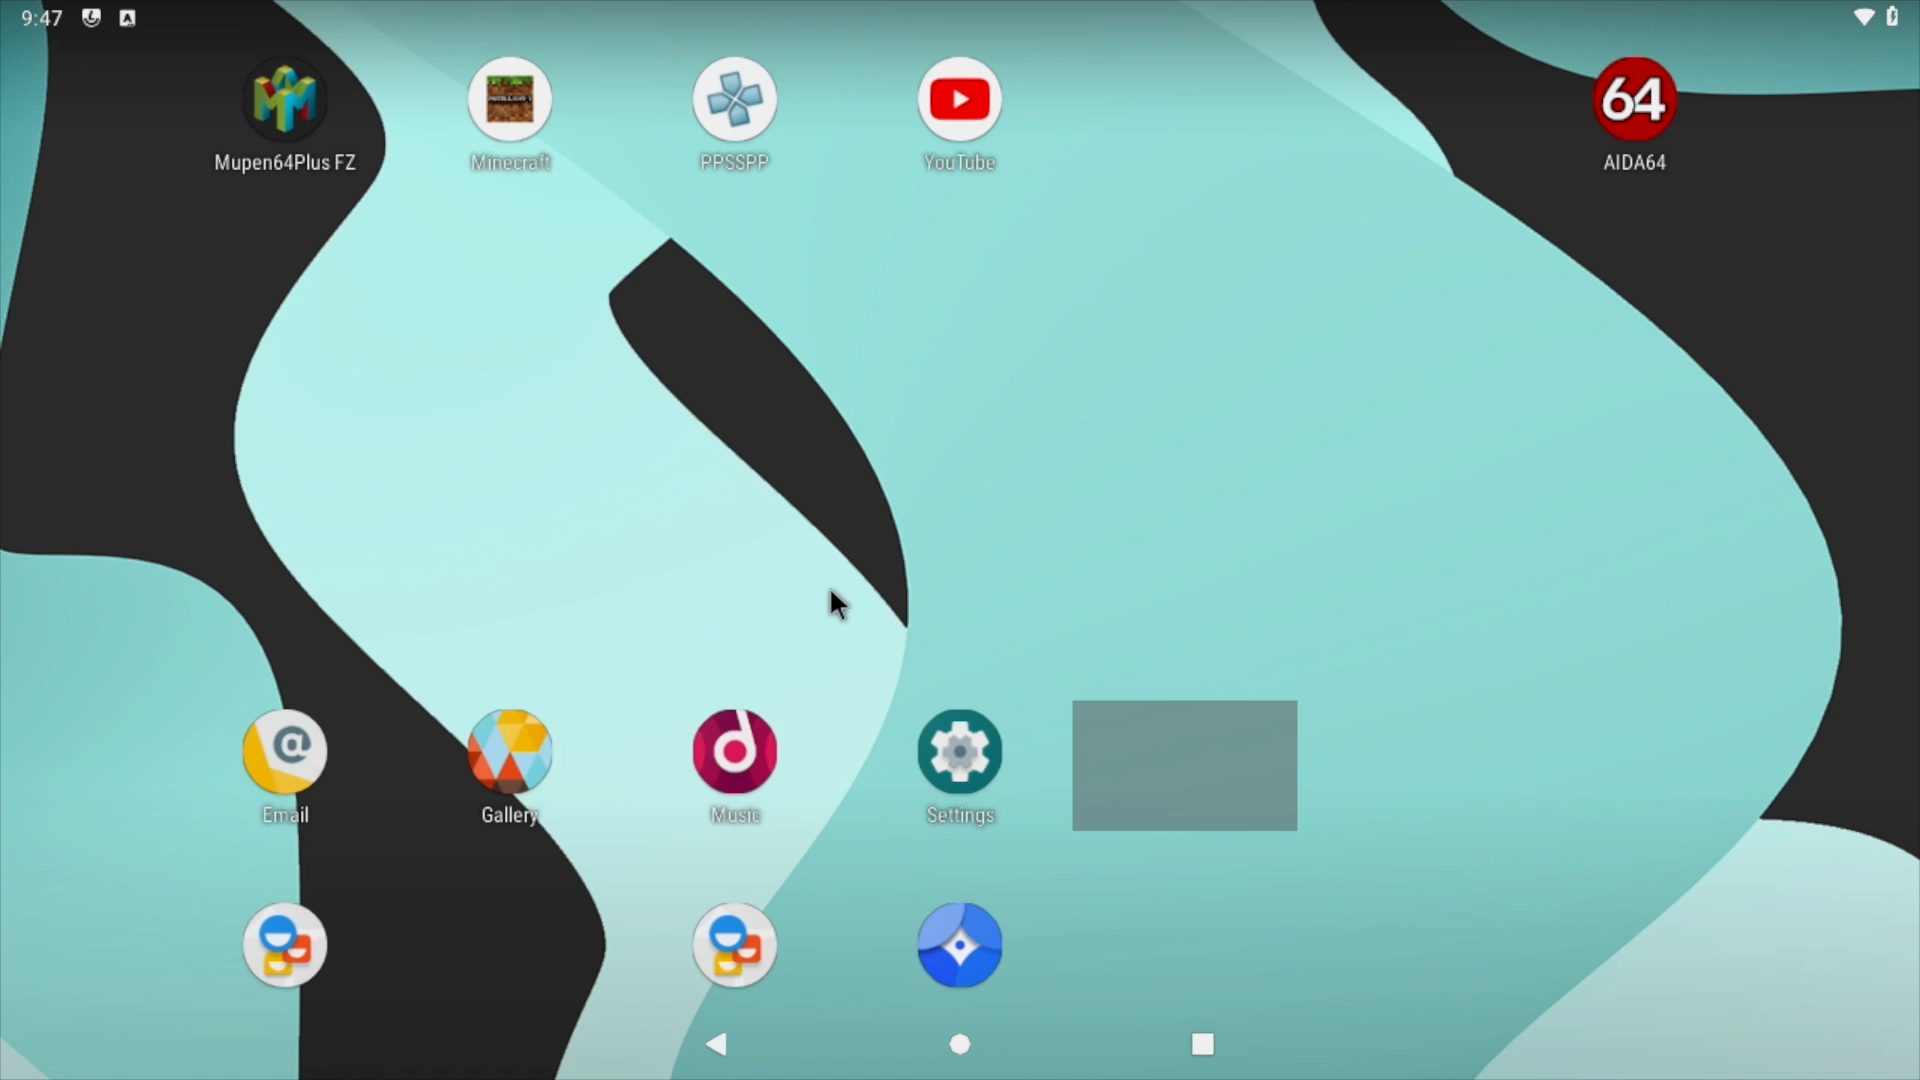 9:47
Mupen64Plus FZ
Minecraft
PPSSPP
YouTube
64
AIDA64
@
Email
Gallery
Music
Settings